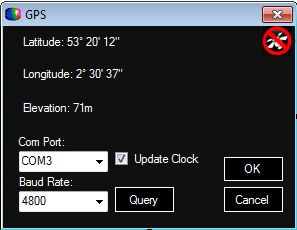 GPS
Latitude: 53° 20' 12"
Longitude: 2° 30' 37"
Elevation: 71m
Com Port:
COM3
Update Clock
OK
Baud Rate:
4800
Query
Cancel